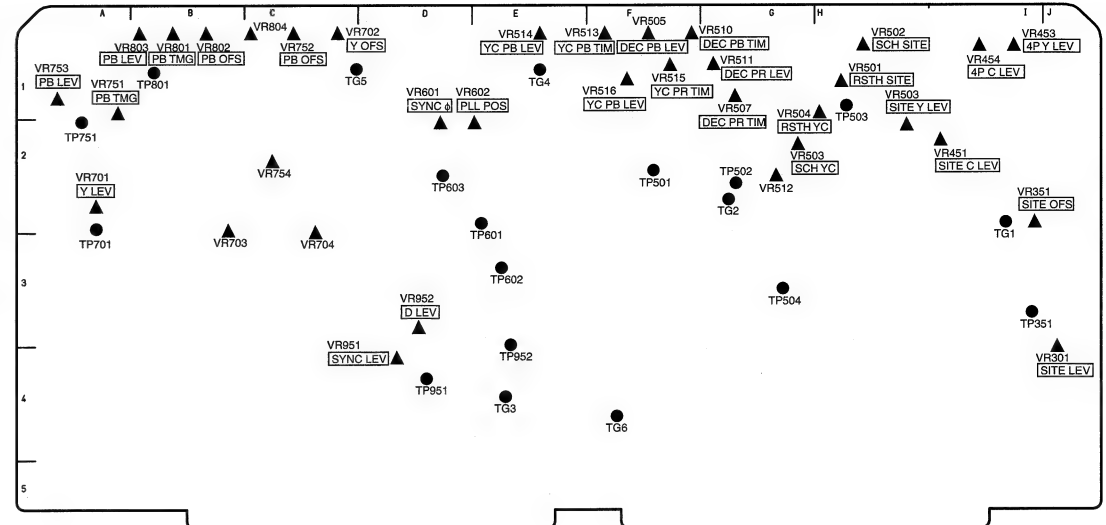 A B C D E F G H I J
1
2
3
4
5
VR803
PB LEV
VR801
PB TMG
VR802
PB OFS
VR804
VR752
PB OFS
VR702
Y OFS
VR514
YC PB LEV
VR513
YC PB TIM
VR505
DEC PB LEV
VR510
DEC PB TIM
VR502
SCH SITE
VR453
4P Y LEV
VR454
4P C LEV
VR753
PB LEV
TP801
VR751
PB TMG
TG5
TG4
VR601
SYNC ϕ
VR602
PLL POS
VR516
YC PB LEV
VR515
YC PR TIM
VR511
DEC PR LEV
VR507
DEC PR TIM
VR501
RSTH SITE
TP503
VR504
RSTH YC
VR503
SITE Y LEV
TP751
VR503
SCH YC
VR451
SITE C LEV
VR754
VR701
Y LEV
TP701
TP603
TP501
TP502
TG2
VR512
VR351
SITE OFS
TG1
VR703
VR704
TP601
TP602
TP504
VR952
D LEV
TP351
VR951
SYNC LEV
TP952
VR301
SITE LEV
TP951
TG3
TG6